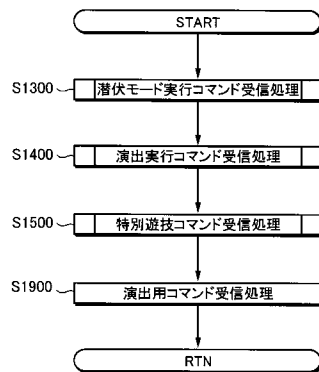 START
S1300 潜伏モード実行コマンド受信処理
S1400 演出実行コマンド受信処理
S1500 特別遊技コマンド受信処理
S1900 演出用コマンド受信処理
RTN